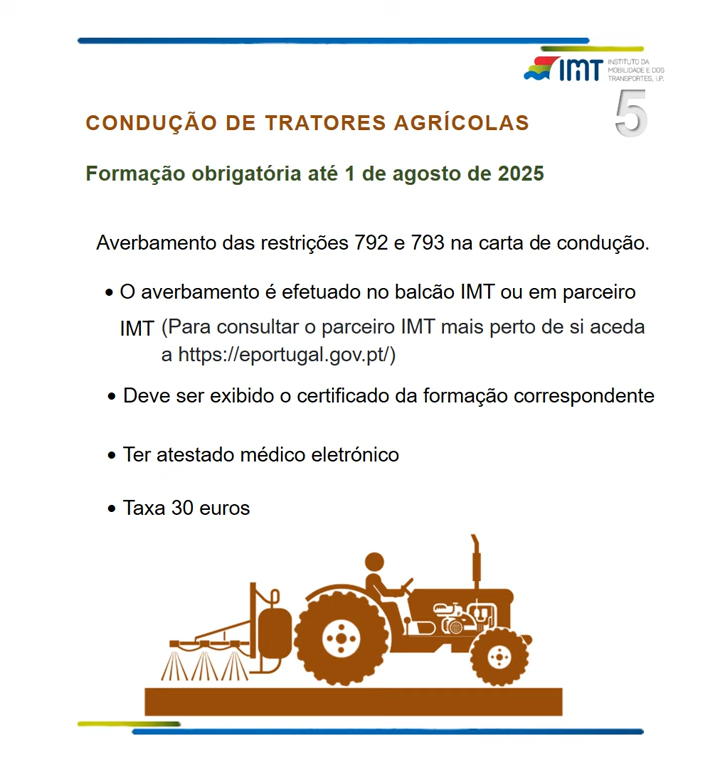 IMT INSTITUTO DA
MOBILIDADE E DOS
TRANSPORTES, I.P.
5
CONDUÇÃO DE TRATORES AGRÍCOLAS
Formação obrigatória até 1 de agosto de 2025
Averbamento das restrições 792 e 793 na carta de condução.
• O averbamento é efetuado no balcão IMT ou em parceiro
IMT (Para consultar o parceiro IMT mais perto de si aceda
a https://eportugal.gov.pt/)
• Deve ser exibido o certificado da formação correspondente
• Ter atestado médico eletrónico
• Taxa 30 euros